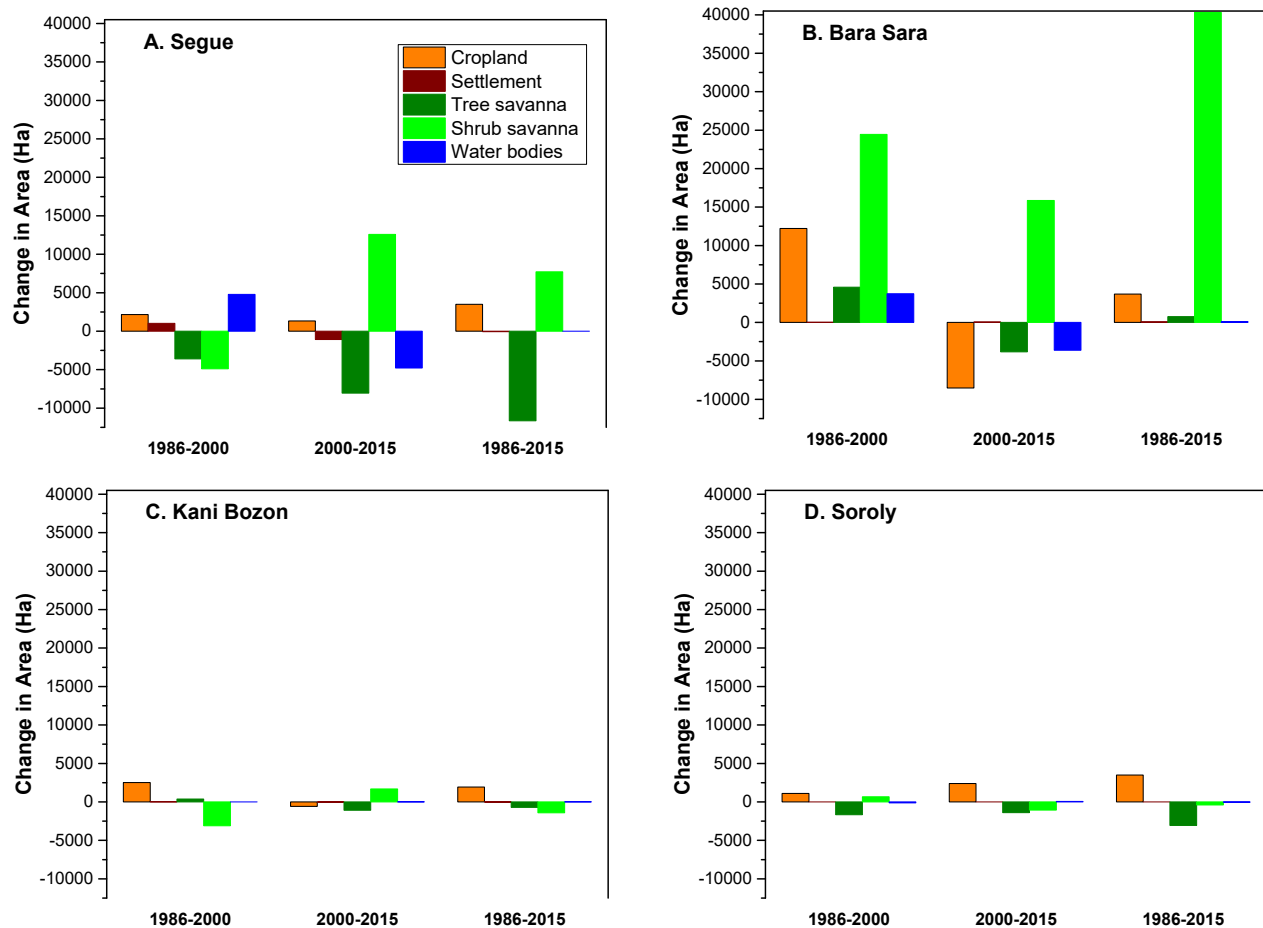 A. Segue
Cropland
Settlement
Tree savanna
Shrub savanna
Water bodies
Change in Area (Ha)
40000
35000
30000
25000
20000
15000
10000
5000
0
-5000
-10000
1986-2000 2000-2015 1986-2015
B. Bara Sara
Change in Area (Ha)
40000
35000
30000
25000
20000
15000
10000
5000
0
-5000
-10000
1986-2000 2000-2015 1986-2015
C. Kani Bozon
Change in Area (Ha)
40000
35000
30000
25000
20000
15000
10000
5000
0
-5000
-10000
1986-2000 2000-2015 1986-2015
D. Soroly
Change in Area (Ha)
40000
35000
30000
25000
20000
15000
10000
5000
0
-5000
-10000
1986-2000 2000-2015 1986-2015